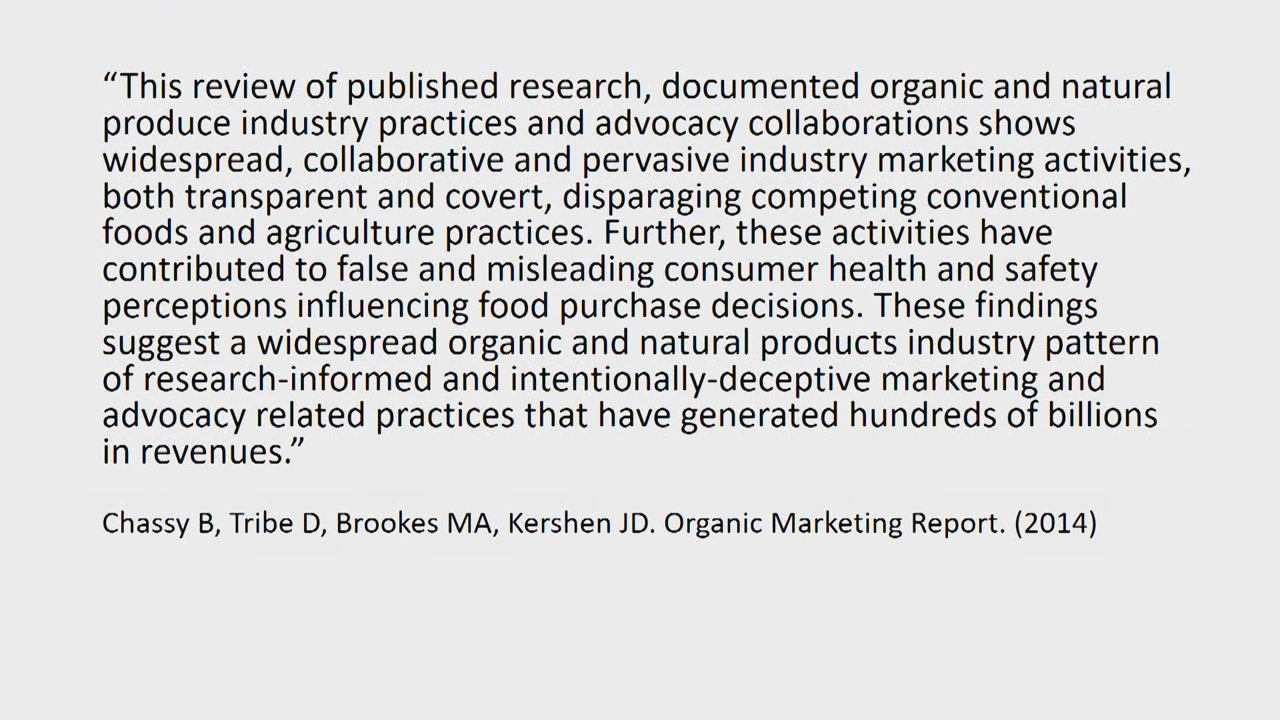 “This review of published research, documented organic and natural
produce industry practices and advocacy collaborations shows
widespread, collaborative and pervasive industry marketing activities,
both transparent and covert, disparaging competing conventional
foods and agriculture practices. Further, these activities have
contributed to false and misleading consumer health and safety
perceptions influencing food purchase decisions. These findings
suggest a widespread organic and natural products industry pattern
of research-informed and intentionally-deceptive marketing and
advocacy related practices that have generated hundreds of billions
in revenues.”
Chassy B, Tribe D, Brookes MA, Kershen JD. Organic Marketing Report. (2014)